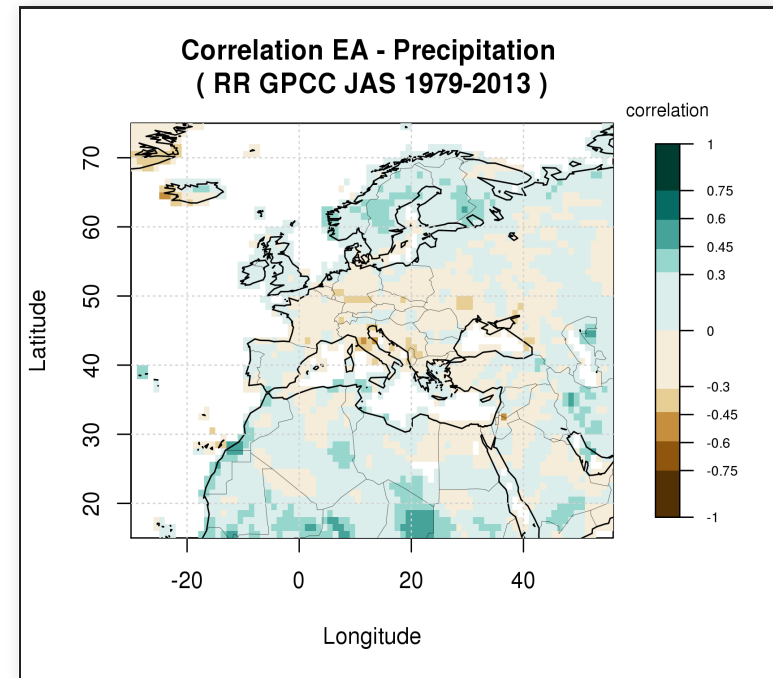 Correlation EA - Precipitation
( RR GPCC JAS 1979-2013 )
correlation
1
0.75
0.6
0.45
0.3
0
-0.3
-0.45
-0.6
-0.75
-1
70
60
50
40
30
20
Latitude
-20 0 20 40
Longitude